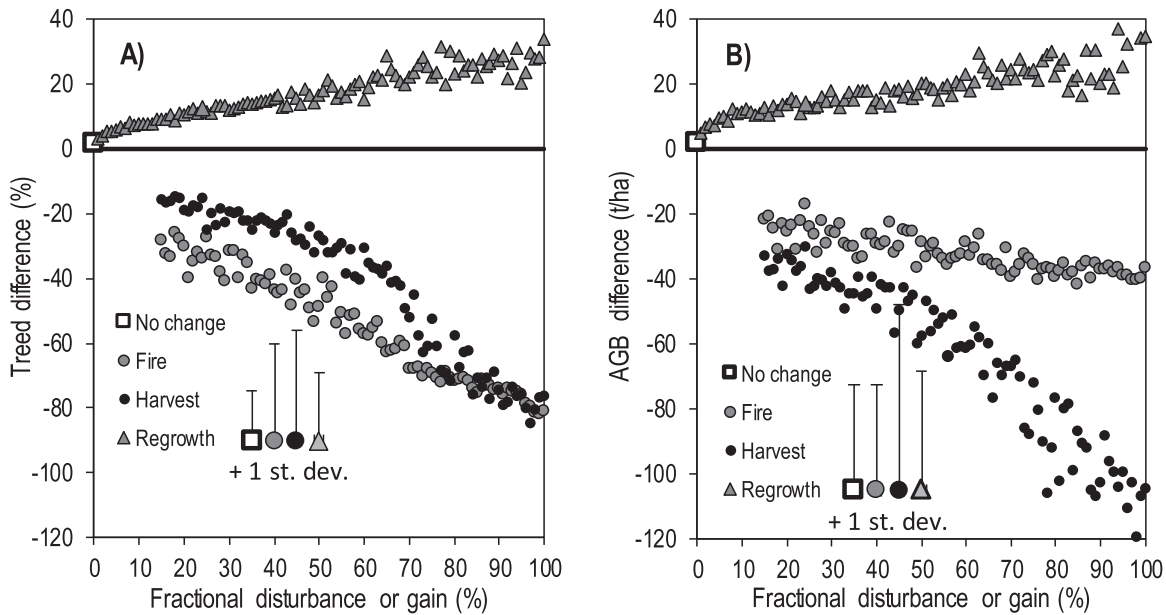 A)
40
20
0
-20
-40
-60
-80
-100
-120
Treed difference (%)
No change
Fire
Harvest
Regrowth
+ 1 st. dev.
0 10 20 30 40 50 60 70 80 90 100
Fractional disturbance or gain (%)
B)
40
20
0
-20
-40
-60
-80
-100
-120
AGB difference (t/ha)
No change
Fire
Harvest
Regrowth
+ 1 st. dev.
0 10 20 30 40 50 60 70 80 90 100
Fractional disturbance or gain (%)